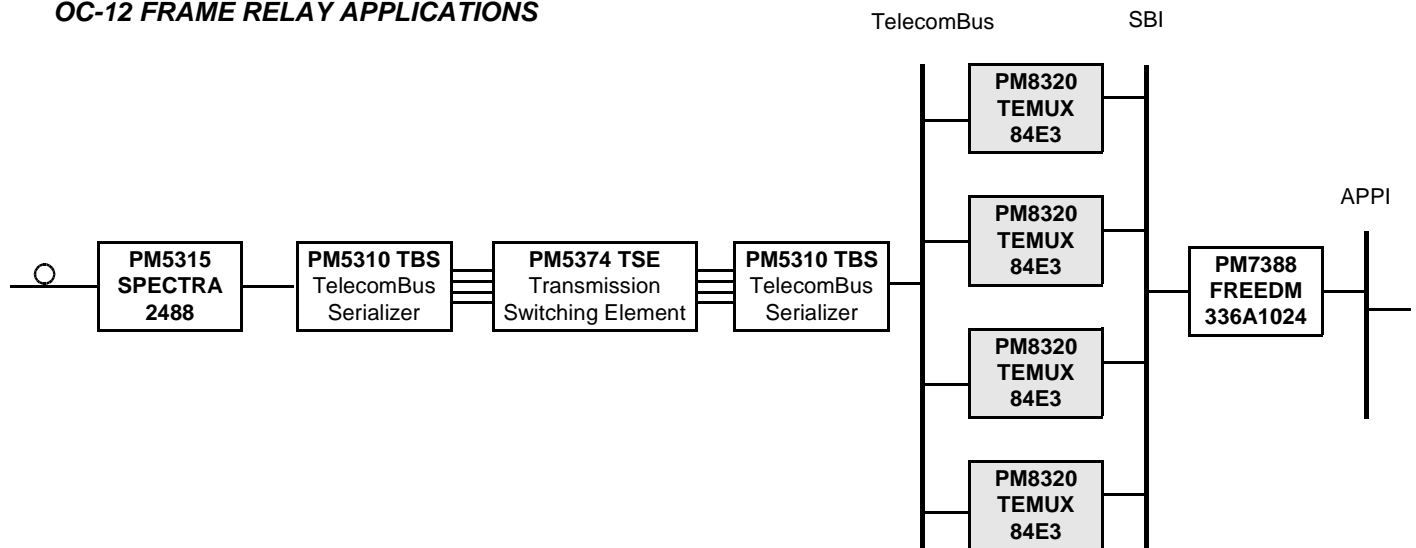 OC-12 FRAME RELAY APPLICATIONS
TelecomBus
SBI
PM8320
TEMUX
84E3
PM8320
TEMUX
84E3
APPI
PM5315
SPECTRA
2488
PM5310 TBS
TelecomBus
Serializer
PM5374 TSE
Transmission
Switching Element
PM5310 TBS
TelecomBus
Serializer
PM7388
FREEDM
336A1024
PM8320
TEMUX
84E3
PM8320
TEMUX
84E3